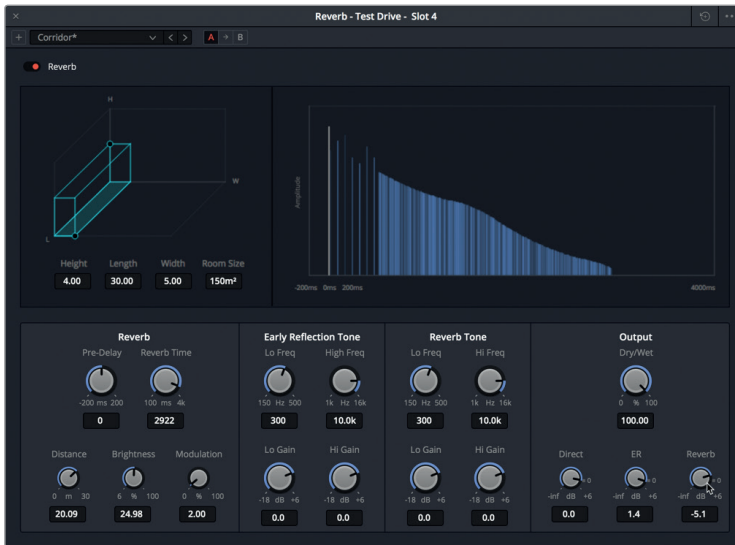 Reverb - Test Drive - Slot 4
Corridor*
A B
Reverb
H
W
L
Height Length Width Room Size
4.00 30.00 5.00 150m²
Amplitude
-200ms 0ms 200ms 4000ms
Reverb
Pre-Delay Reverb Time
-200 ms 200 100 ms 4k
0 2922
Distance Brightness Modulation
0 m 30 6 % 100 0 % 100
20.09 24.98 2.00
Early Reflection Tone
Lo Freq High Freq
150 Hz 500 1k Hz 16k
300 10.0k
Lo Gain Hi Gain
-18 dB +6 -18 dB +6
0.0 0.0
Reverb Tone
Lo Freq Hi Freq
150 Hz 500 1k Hz 16k
300 10.0k
Lo Gain Hi Gain
-18 dB +6 -18 dB +6
0.0 0.0
Output
Dry/Wet
0 % 100
100.00
Direct ER Reverb
0 0 0
-inf dB +6 -inf dB +6 -inf dB +6
0.0 1.4 -5.1